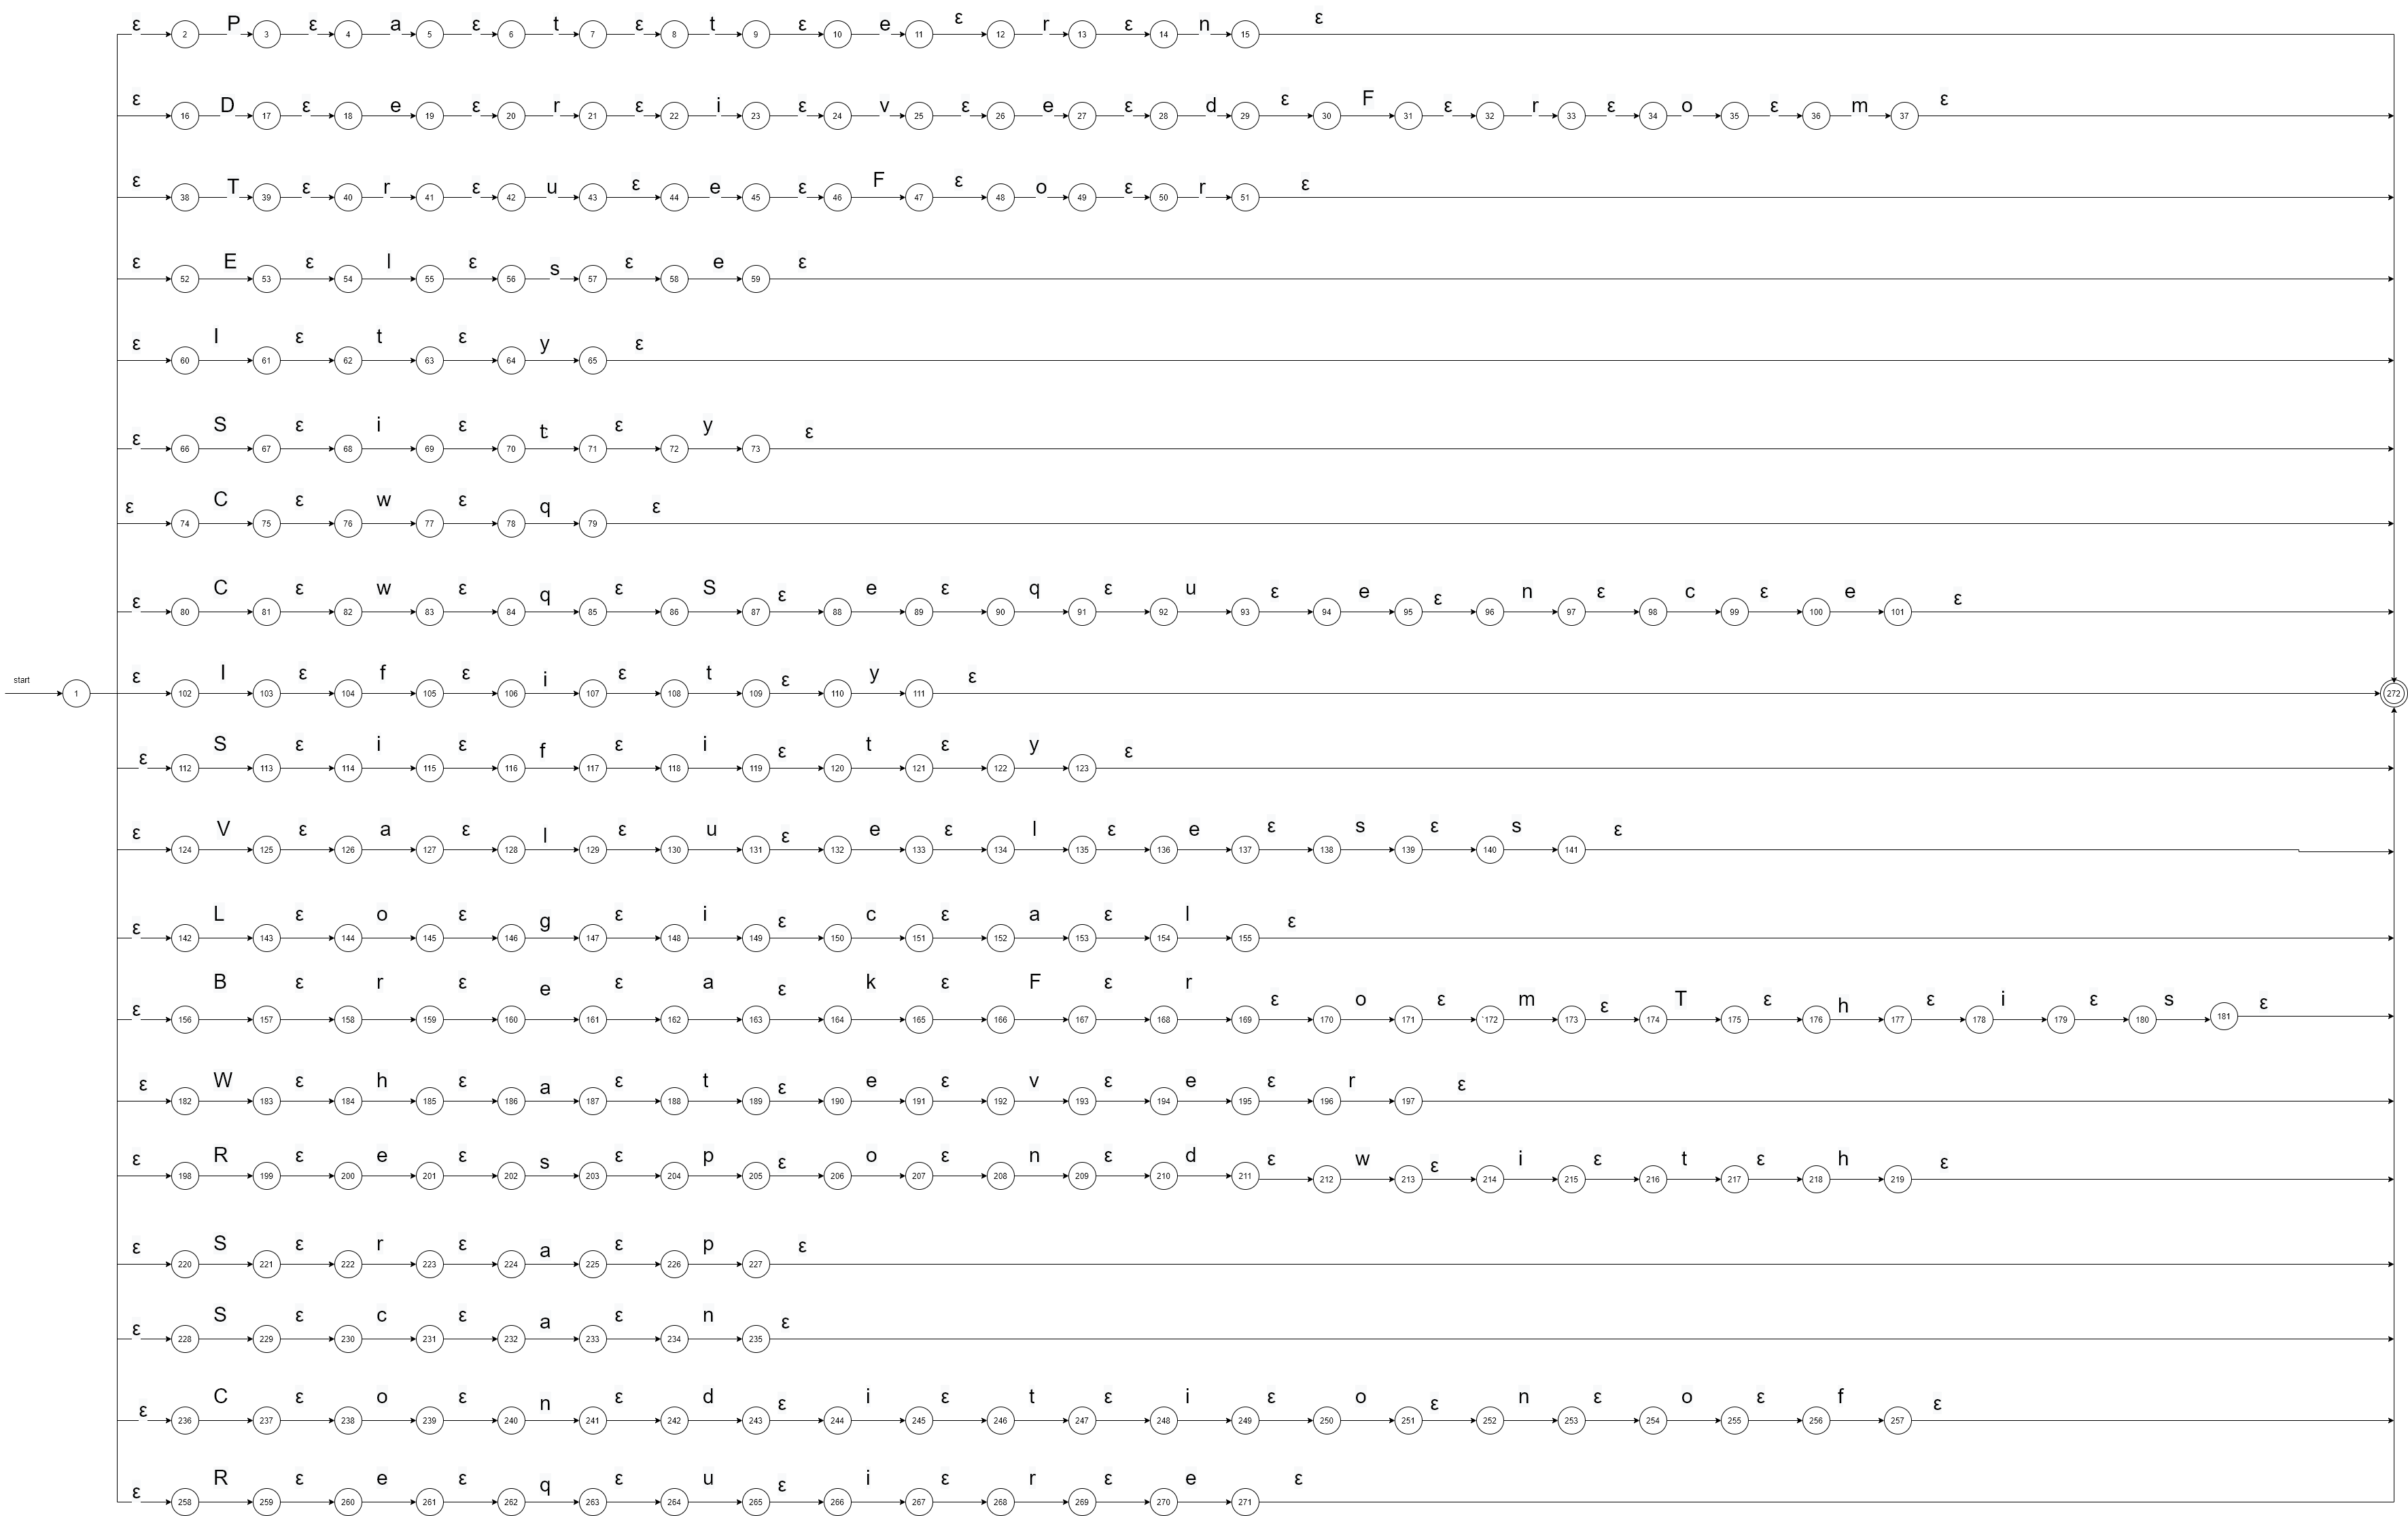 ε P ε a ε t ε t ε e ε r ε n ε
2 3 4 5 6 7 8 9 10 11 12 13 14 15
ε D ε e ε r ε i ε v ε e ε d ε F ε r ε o ε m ε
16 17 18 19 20 21 22 23 24 25 26 27 28 29 30 31 32 33 34 35 36 37
ε T ε r ε u ε e ε F ε o ε r ε
38 39 40 41 42 43 44 45 46 47 48 49 50 51
ε E ε l ε s ε e ε
52 53 54 55 56 57 58 59
ε I ε t ε y ε
60 61 62 63 64 65
ε S ε i ε t ε y ε
66 67 68 69 70 71 72 73
ε C ε w ε q ε
74 75 76 77 78 79
ε C ε w ε q ε S ε e ε q ε u ε e ε n ε c ε e ε
80 81 82 83 84 85 86 87 88 89 90 91 92 93 94 95 96 97 98 99 100 101
start ε I ε f ε i ε t ε y ε
1 102 103 104 105 106 107 108 109 110 111 272
ε S ε i ε f ε i ε t ε y ε
112 113 114 115 116 117 118 119 120 121 122 123
ε V ε a ε l ε u ε e ε l ε e ε s ε s ε
124 125 126 127 128 129 130 131 132 133 134 135 136 137 138 139 140 141
ε L ε o ε g ε i ε c ε a ε l ε
142 143 144 145 146 147 148 149 150 151 152 153 154 155
ε B ε r ε e ε a ε k ε F ε r ε o ε m ε T ε h ε i ε s ε
156 157 158 159 160 161 162 163 164 165 166 167 168 169 170 171 '172 173 174 175 176 177 178 179 180 181
ε W ε h ε a ε t ε e ε v ε e ε r ε
182 183 184 185 186 187 188 189 190 191 192 193 194 195 196 197
ε R ε e ε s ε p ε o ε n ε d ε w ε i ε t ε h ε
198 199 200 201 202 203 204 205 206 207 208 209 210 211 212 213 214 215 216 217 218 219
ε S ε r ε a ε p ε
220 221 222 223 224 225 226 227
ε S ε c ε a ε n ε
228 229 230 231 232 233 234 235
ε C ε o ε n ε d ε i ε t ε i ε o ε n ε o ε f ε
236 237 238 239 240 241 242 243 244 245 246 247 248 249 250 251 252 253 254 255 256 257
ε R ε e ε q ε u ε i ε r ε e ε
258 259 260 261 262 263 264 265 266 267 268 269 270 271